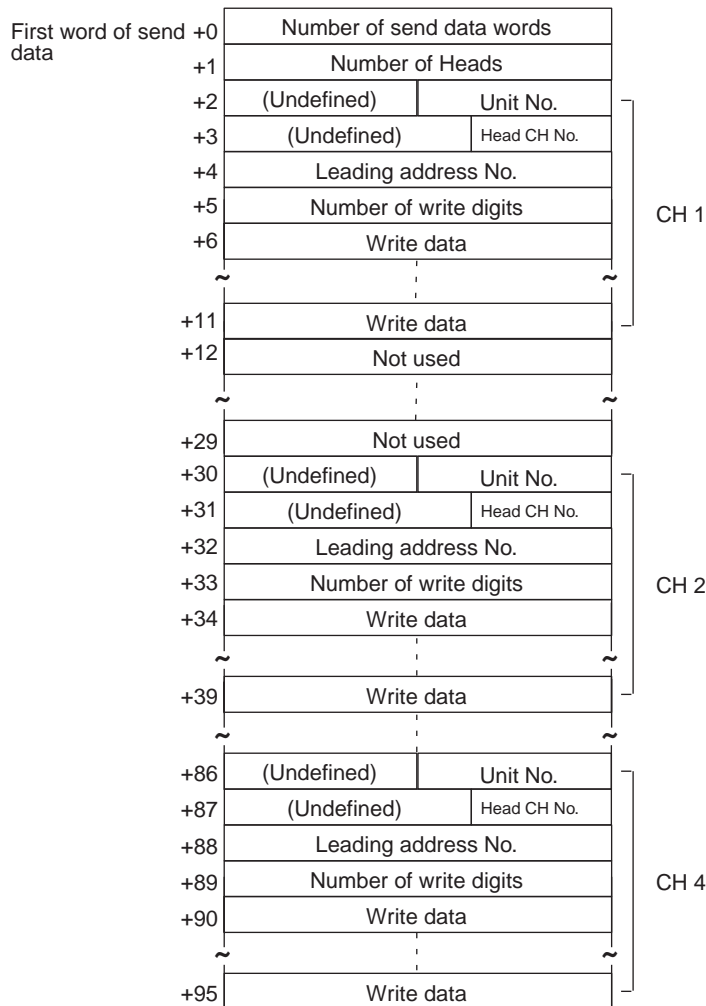 First word of send data
+0 Number of send data words
+1 Number of Heads
+2 (Undefined) Unit No.
+3 (Undefined) Head CH No.
+4 Leading address No.
+5 Number of write digits
+6 Write data
CH 1
+11 Write data
+12 Not used
+29 Not used
+30 (Undefined) Unit No.
+31 (Undefined) Head CH No.
+32 Leading address No.
+33 Number of write digits
+34 Write data
CH 2
+39 Write data
+86 (Undefined) Unit No.
+87 (Undefined) Head CH No.
+88 Leading address No.
+89 Number of write digits
+90 Write data
CH 4
+95 Write data